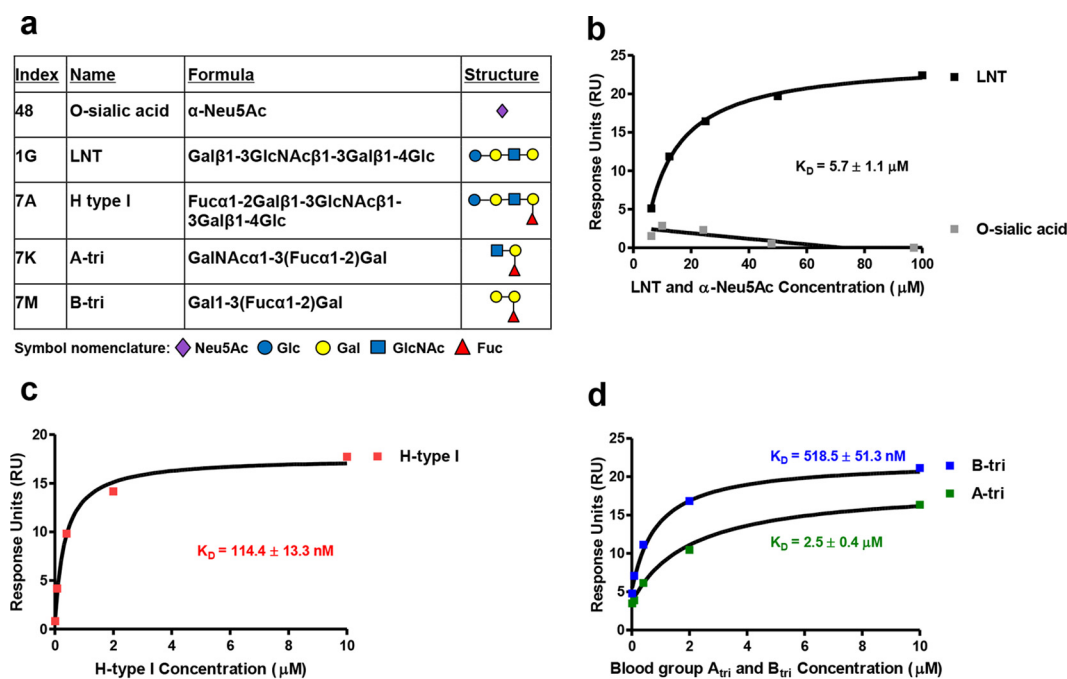 a
Index Name Formula Structure
48 O-sialic acid α-Neu5Ac
1G LNT Galβ1-3GlcNAcβ1-3Galβ1-4Glc
7A H type I Fucα1-2Galβ1-3GlcNAcβ1-
3Galβ1-4Glc
7K A-tri GalNAcα1-3(Fucα1-2)Gal
7M B-tri Gal1-3(Fucα1-2)Gal
Symbol nomenclature: Neu5Ac Glc Gal GlcNAc Fuc
b
Response Units (RU)
25
20
15
10
5
0
0 20 40 60 80 100
LNT and α-Neu5Ac Concentration ( μM)
K_D = 5.7 ± 1.1 μM
LNT
O-sialic acid
c
Response Units (RU)
20
15
10
5
0
0 2 4 6 8 10
H-type I Concentration ( μM)
K_D = 114.4 ± 13.3 nM
H-type I
d
Response Units (RU)
25
20
15
10
5
0
0 2 4 6 8 10
Blood group A_tri and B_tri Concentration ( μM)
K_D = 518.5 ± 51.3 nM
K_D = 2.5 ± 0.4 μM
B-tri
A-tri